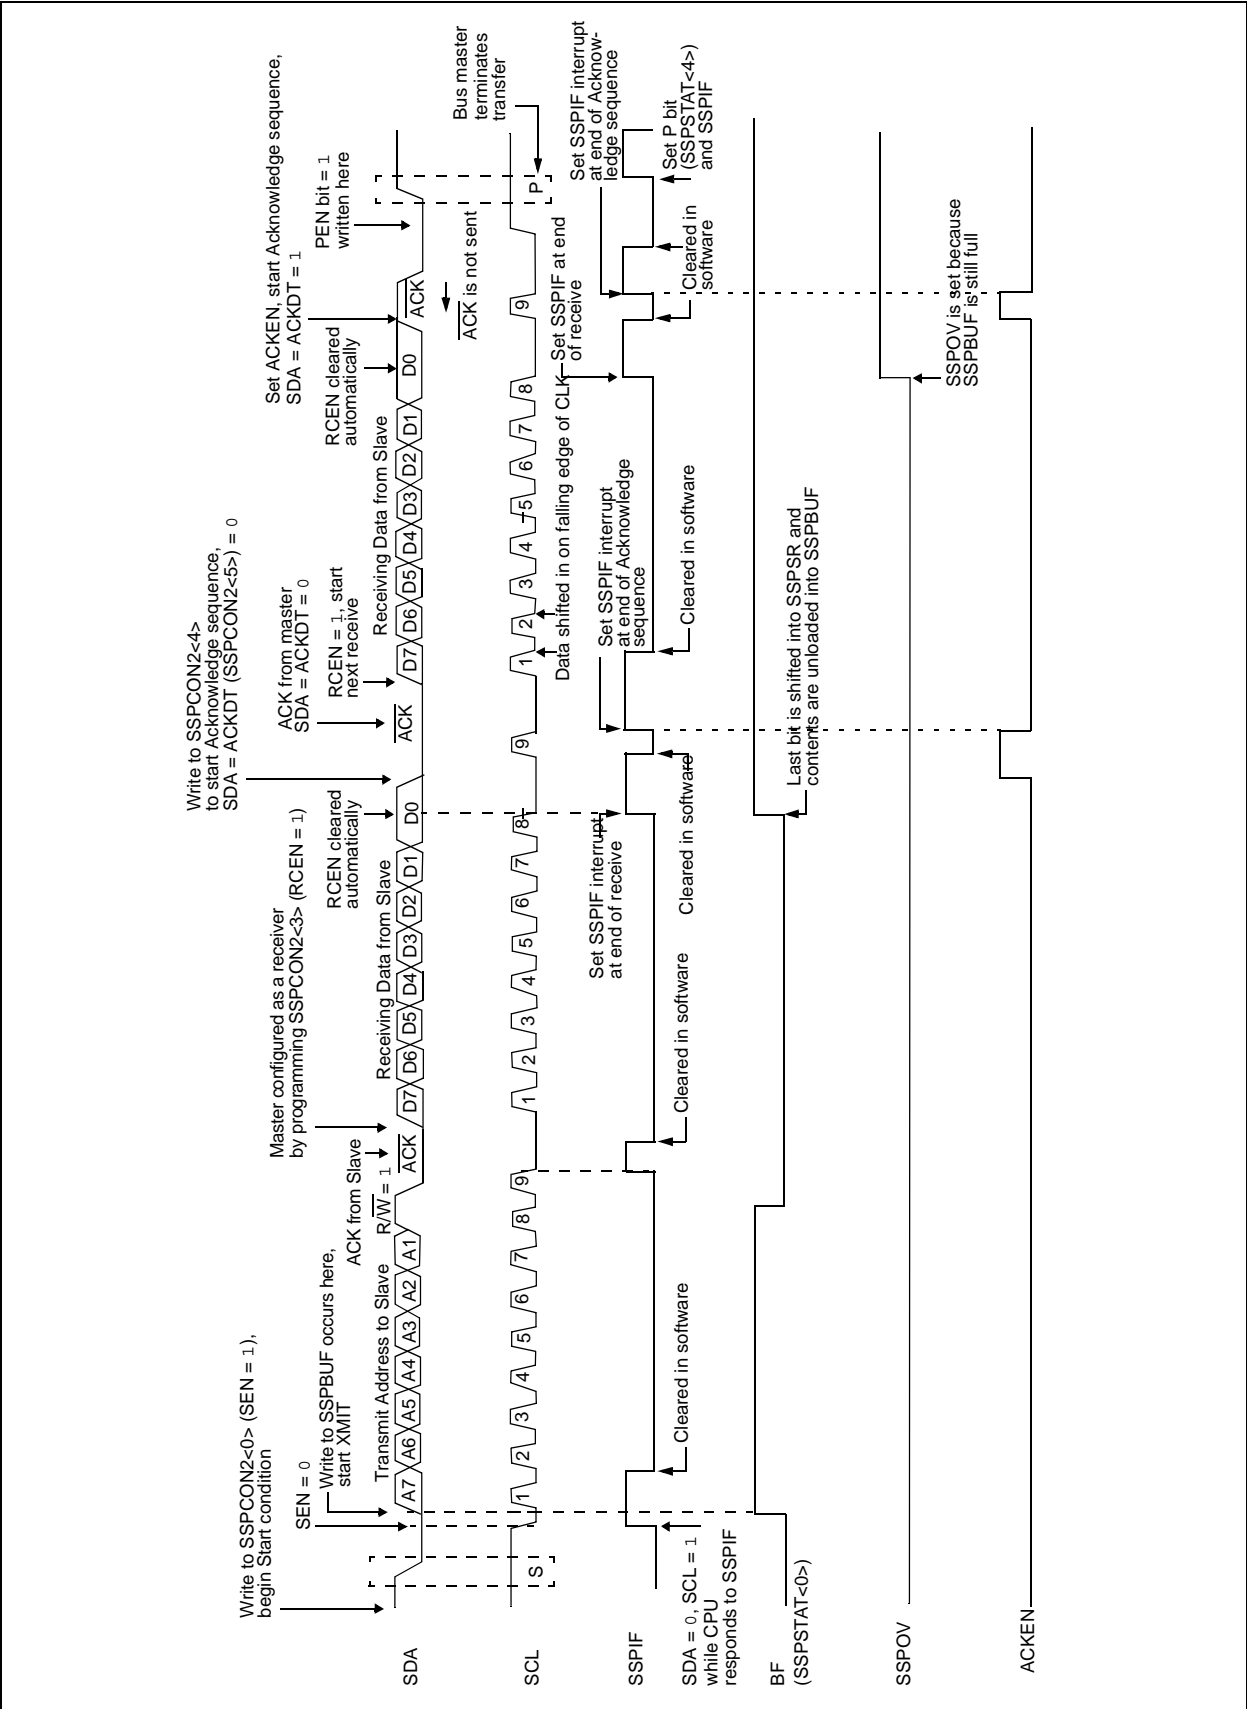 Write to SSPCON2<0> (SEN = 1),
begin Start condition
SEN = 0
Write to SSPBUF occurs here,
start XMIT
Transmit Address to Slave
ACK from Slave
R/W = 1
Master configured as a receiver
by programming SSPCON2<3> (RCEN = 1)
RCEN cleared
automatically
Receiving Data from Slave
Write to SSPCON2<4>
to start Acknowledge sequence,
SDA = ACKDT (SSPCON2<5>) = 0
ACK from master
SDA = ACKDT = 0
RCEN = 1, start
next receive
Receiving Data from Slave
RCEN cleared
automatically
Set ACKEN, start Acknowledge sequence,
SDA = ACKDT = 1
PEN bit = 1
written here
SDA
A7 A6 A5 A4 A3 A2 A1 ACK D7 D6 D5 D4 D3 D2 D1 D0 ACK D7 D6 D5 D4 D3 D2 D1 D0 ACK
ACK is not sent
Bus master
terminates
transfer
SCL
S 1 2 3 4 5 6 7 8 9 1 2 3 4 5 6 7 8 9 1 2 3 4 5 6 7 8 9 P
Data shifted in on falling edge of CLK
Set SSPIF interrupt
at end of receive
Set SSPIF interrupt
at end of Acknowledge
sequence
Set SSPIF at end
of receive
Set SSPIF interrupt
at end of Acknow-
ledge sequence
SSPIF
SDA = 0, SCL = 1
while CPU
responds to SSPIF
Cleared in software
Cleared in software
Cleared in software
Cleared in software
Cleared in
software
Set P bit
(SSPSTAT<4>)
and SSPIF
BF
(SSPSTAT<0>)
Last bit is shifted into SSPSR and
contents are unloaded into SSPBUF
SSPOV
SSPOV is set because
SSPBUF is still full
ACKEN